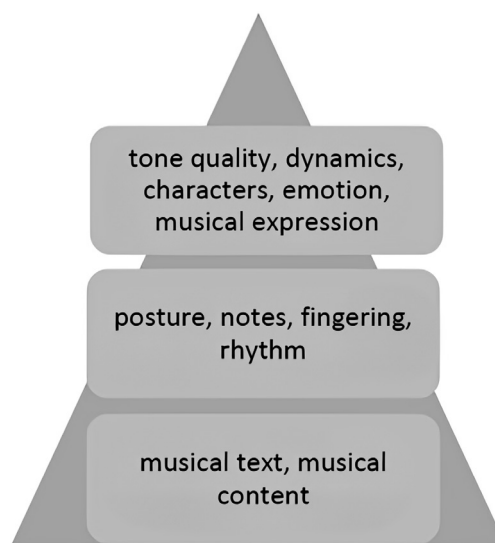 tone quality, dynamics,
characters, emotion,
musical expression
posture, notes, fingering,
rhythm
musical text, musical
content